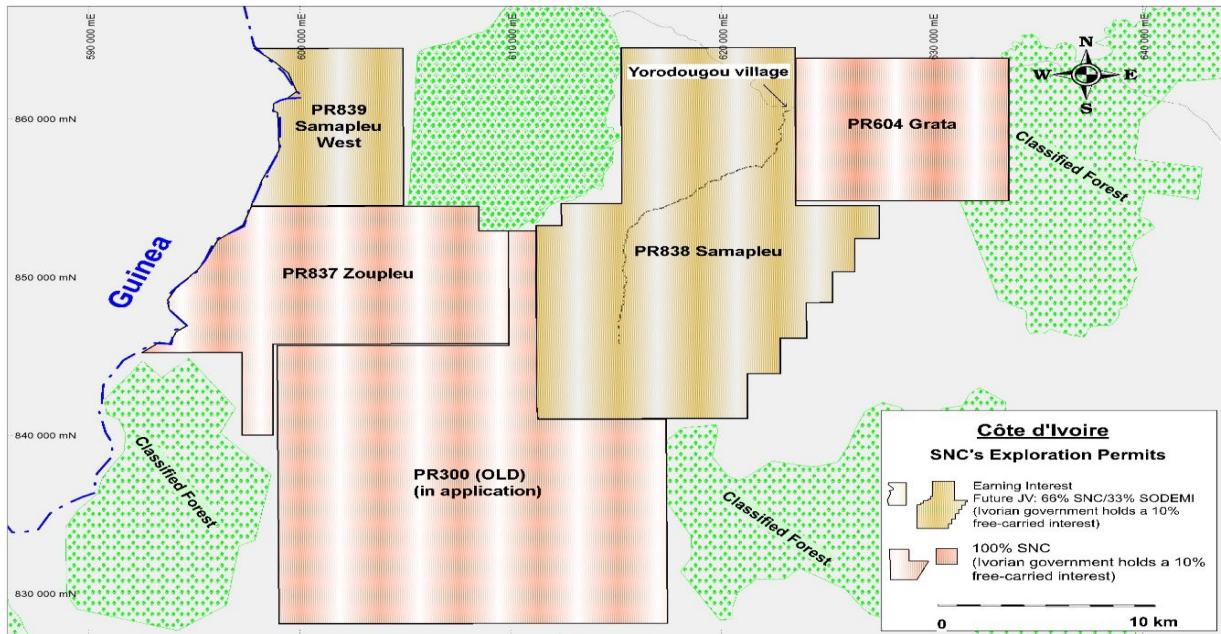 590 000 mE
600 000 mE
610 000 mE
620 000 mE
630 000 mE
640 000 mE
860 000 mN
850 000 mN
840 000 mN
830 000 mN
N
W E
S
Yorodougou village
PR839
Samapleu
West
PR604 Grata
Classified Forest
Guinea
PR837 Zoupleu
PR838 Samapleu
PR300 (OLD)
(in application)
Classified Forest
Classified Forest
Côte d'Ivoire
SNC's Exploration Permits
Earning Interest
Future JV: 66% SNC/33% SODEMI
(Ivorian government holds a 10%
free-carried interest)
100% SNC
(Ivorian government holds a 10%
free-carried interest)
0 10 km